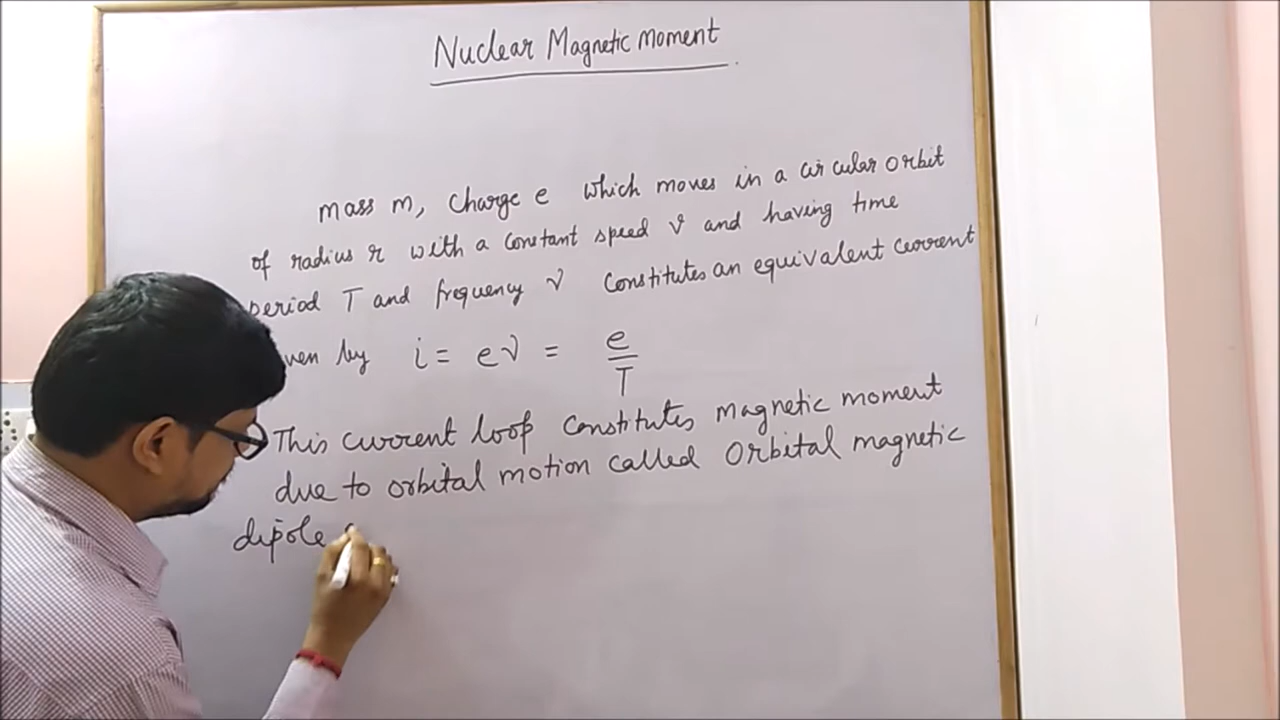 Nuclear Magnetic Moment
mass m, charge e which moves in a circular orbit
of radius r with a constant speed v and having time
period T and frequency ν constitutes an equivalent current
by i = eν = e/T
This current loop constitutes magnetic moment
due to orbital motion called Orbital magnetic
dipole